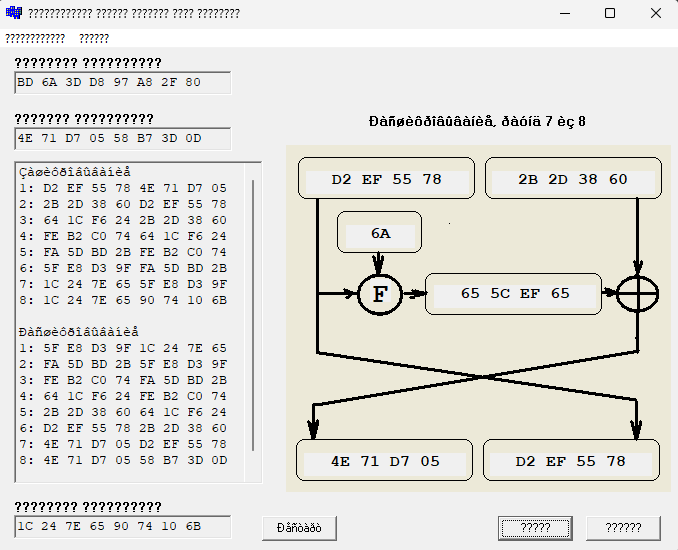 ???????????? ?????? ??????? ???? ????????
???????????? ??????
???????? ??????????
BD 6A 3D D8 97 A8 2F 80
??????? ??????????
4E 71 D7 05 58 B7 3D 0D
Çàøèôðîâûâàíèå
1: D2 EF 55 78 4E 71 D7 05
2: 2B 2D 38 60 D2 EF 55 78
3: 64 1C F6 24 2B 2D 38 60
4: FE B2 C0 74 64 1C F6 24
5: FA 5D BD 2B FE B2 C0 74
6: 5F E8 D3 9F FA 5D BD 2B
7: 1C 24 7E 65 5F E8 D3 9F
8: 1C 24 7E 65 90 74 10 6B
Ðàñøèôðîâûâàíèå
1: 5F E8 D3 9F 1C 24 7E 65
2: FA 5D BD 2B 5F E8 D3 9F
3: FE B2 C0 74 FA 5D BD 2B
4: 64 1C F6 24 FE B2 C0 74
5: 2B 2D 38 60 64 1C F6 24
6: D2 EF 55 78 2B 2D 38 60
7: 4E 71 D7 05 D2 EF 55 78
8: 4E 71 D7 05 58 B7 3D 0D
???????? ??????????
1C 24 7E 65 90 74 10 6B
Ðàñøèôðîâûâàíèå, ðàóíä 7 èç 8
D2 EF 55 78
2B 2D 38 60
6A
F
65 5C EF 65
4E 71 D7 05
D2 EF 55 78
Ðåñòàðò
?????
??????